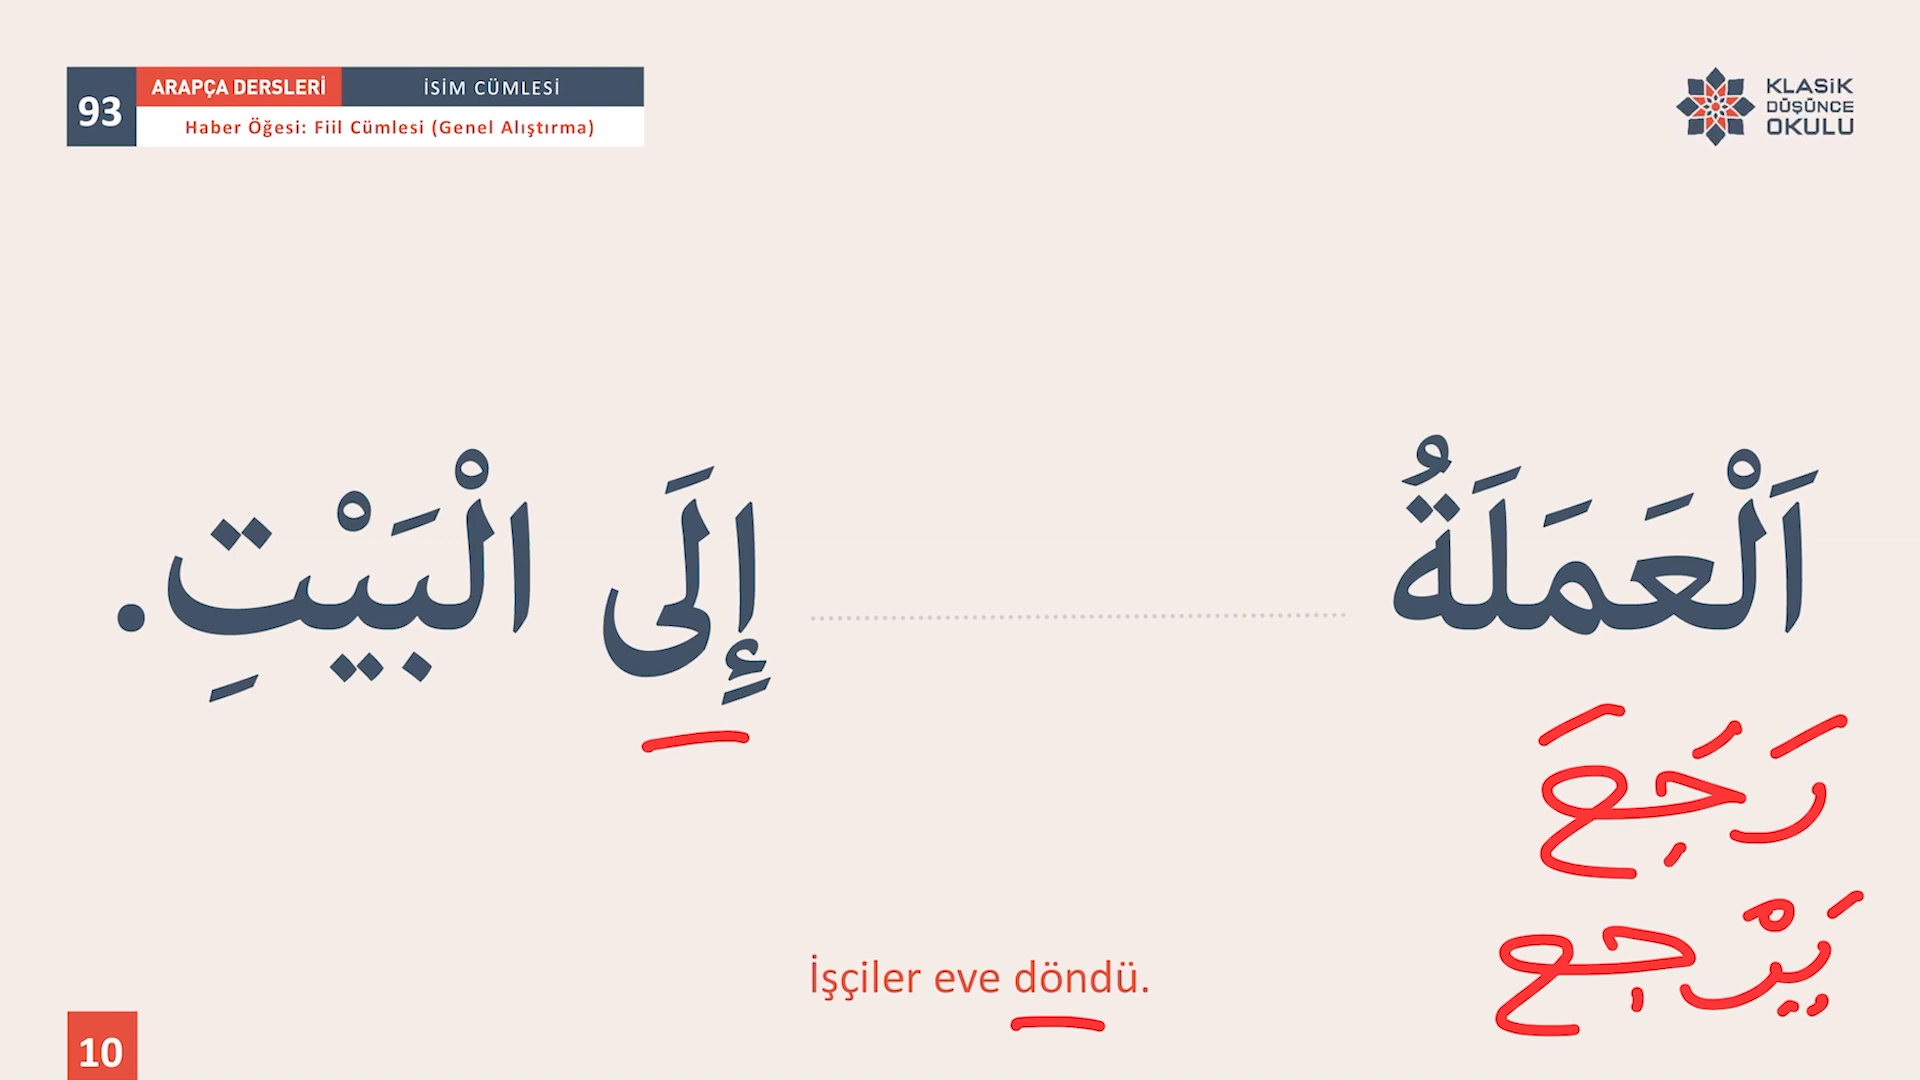 93
ARAPÇA DERSLERİ
İSİM CÜMLESİ
Haber Öğesi: Fiil Cümlesi (Genel Alıştırma)
KLASİK
DÜŞÜNCE
OKULU
اَلْعَمَلَةُ .................... إِلَى الْبَيْتِ.
رَجَعَ
يَرْجع
İşçiler eve döndü.
10